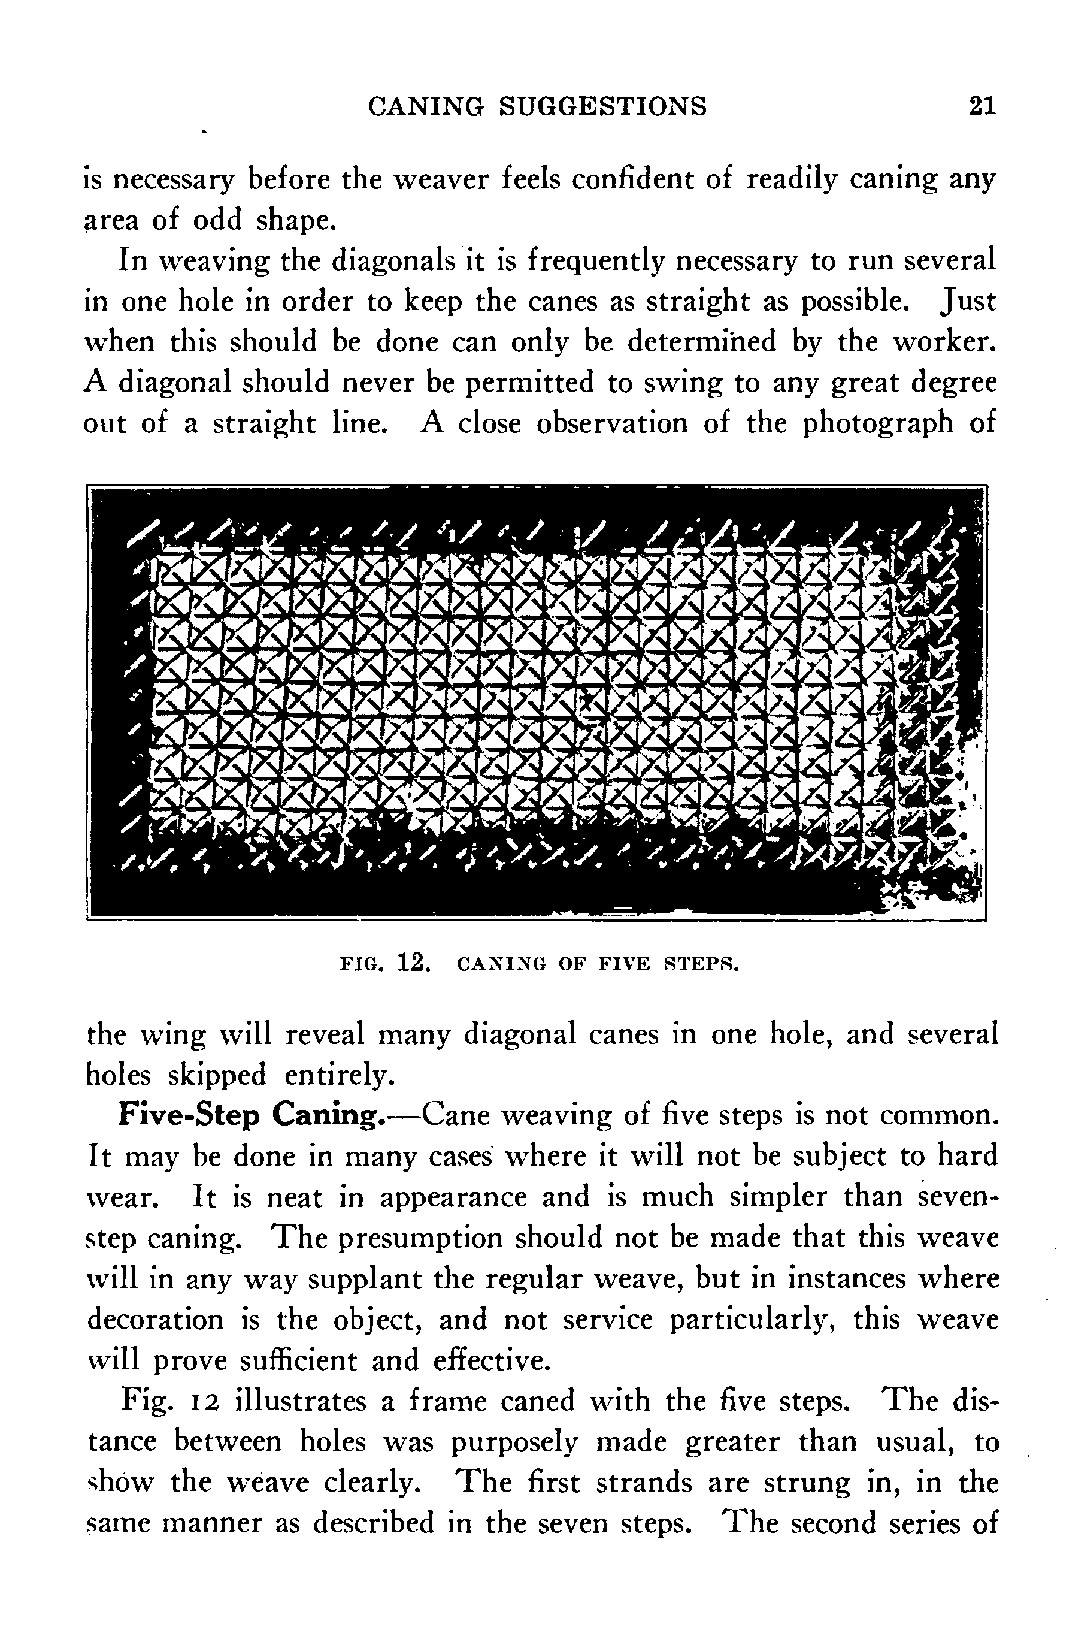 CANING SUGGESTIONS 21
is necessary before the weaver feels confident of readily caning any
area of odd shape.
In weaving the diagonals it is frequently necessary to run several
in one hole in order to keep the canes as straight as possible. Just
when this should be done can only be determined by the worker.
A diagonal should never be permitted to swing to any great degree
out of a straight line. A close observation of the photograph of
FIG. 12. CANING OF FIVE STEPS.
the wing will reveal many diagonal canes in one hole, and several
holes skipped entirely.
Five-Step Caning.—Cane weaving of five steps is not common.
It may be done in many cases where it will not be subject to hard
wear. It is neat in appearance and is much simpler than seven-
step caning. The presumption should not be made that this weave
will in any way supplant the regular weave, but in instances where
decoration is the object, and not service particularly, this weave
will prove sufficient and effective.
Fig. 12 illustrates a frame caned with the five steps. The dis-
tance between holes was purposely made greater than usual, to
show the weave clearly. The first strands are strung in, in the
same manner as described in the seven steps. The second series of